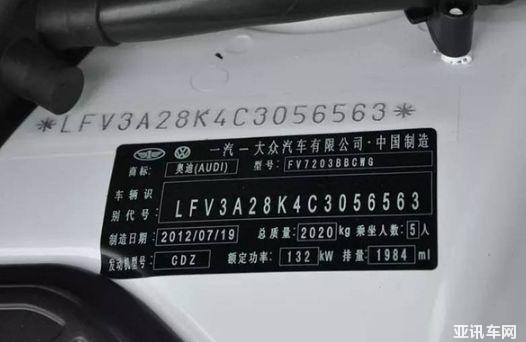 *LFV3A28K4C3056563*
一汽一大众汽车有限公司·中国制造
商标: 奥迪(AUDI) 型号: FV7203BBCWG
车辆识
别代号: LFV3A28K4C3056563
制造日期: 2012/07/19 总质量: 2020 kg 乘坐人数: 5 人
发动机型号: CDZ 额定功率: 132 kW 排量: 1984 ml
亚讯车网